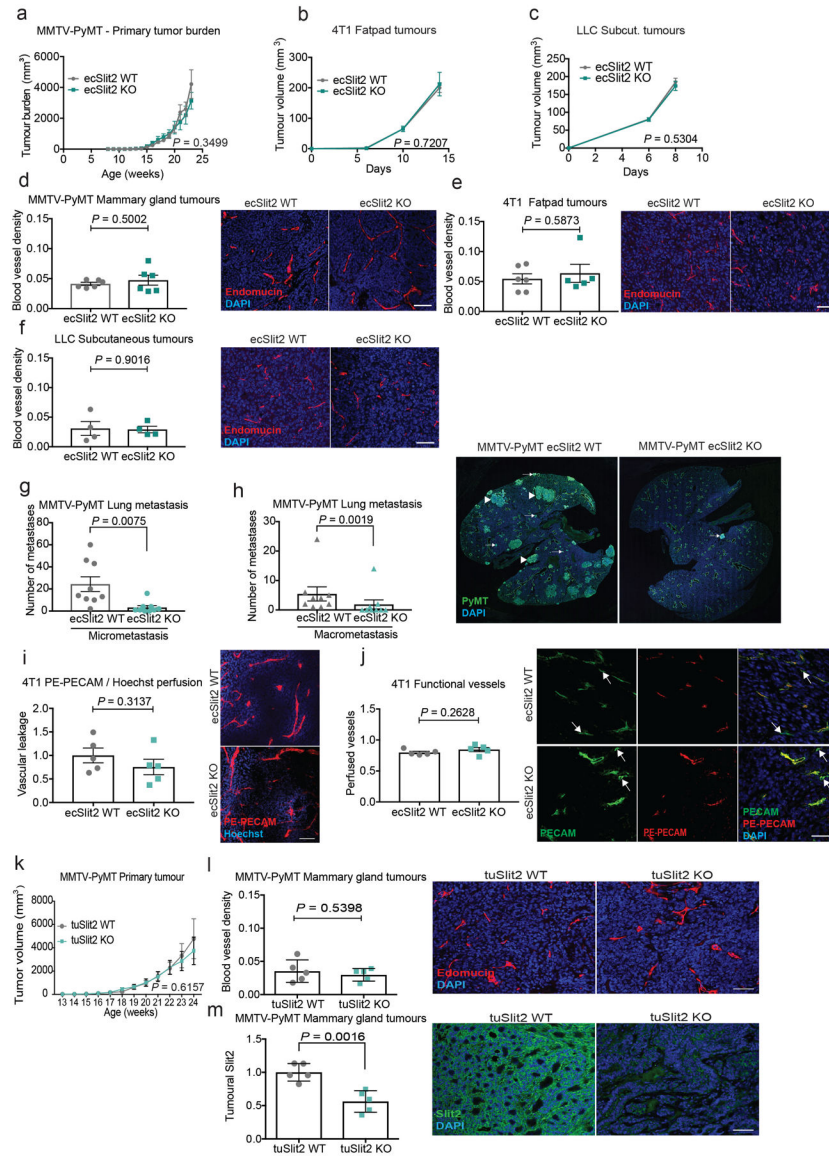 a
MMTV-PyMT - Primary tumor burden
Tumour burden (mm³)
6000
4000
2000
0
ecSlit2 WT
ecSlit2 KO
P = 0.3499
0 5 10 15 20 25
Age (weeks)
b
4T1 Fatpad tumours
Tumour volume (mm³)
300
200
100
0
ecSlit2 WT
ecSlit2 KO
P = 0.7207
0 5 10 15
Days
c
LLC Subcut. tumours
Tumour volume (mm³)
250
200
150
100
50
0
ecSlit2 WT
ecSlit2 KO
P = 0.5304
0 2 4 6 8 10
Days
d
MMTV-PyMT Mammary gland tumours
Blood vessel density
0.15
0.10
0.05
0.00
P = 0.5002
ecSlit2 WT ecSlit2 KO
ecSlit2 WT
ecSlit2 KO
Endomucin
DAPI
e
4T1 Fatpad tumours
Blood vessel density
0.15
0.10
0.05
0.00
P = 0.5873
ecSlit2 WT ecSlit2 KO
ecSlit2 WT
ecSlit2 KO
Endomucin
DAPI
f
LLC Subcutaneous tumours
Blood vessel density
0.15
0.10
0.05
0.00
P = 0.9016
ecSlit2 WT ecSlit2 KO
ecSlit2 WT
ecSlit2 KO
Endomucin
DAPI
g
MMTV-PyMT Lung metastasis
Number of metastases
100
80
60
40
20
0
P = 0.0075
ecSlit2 WT ecSlit2 KO
Micrometastasis
h
MMTV-PyMT Lung metastasis
Number of metastases
30
20
10
5
0
P = 0.0019
ecSlit2 WT ecSlit2 KO
Macrometastasis
MMTV-PyMT ecSlit2 WT
MMTV-PyMT ecSlit2 KO
PyMT
DAPI
i
4T1 PE-PECAM / Hoechst perfusion
Vascular leakage
2.0
1.5
1.0
0.5
0.0
P = 0.3137
ecSlit2 WT ecSlit2 KO
ecSlit2 WT
ecSlit2 KO
PE-PECAM
Hoechst
j
4T1 Functional vessels
Perfused vessels
1.5
1.0
0.5
0.0
P = 0.2628
ecSlit2 WT ecSlit2 KO
ecSlit2 WT
ecSlit2 KO
PECAM
PE-PECAM
PECAM
PE-PECAM
DAPI
k
MMTV-PyMT Primary tumour
Tumor volume (mm³)
8000
6000
4000
2000
0
tuSlit2 WT
tuSlit2 KO
P = 0.6157
13 14 15 16 17 18 19 20 21 22 23 24
Age (weeks)
l
MMTV-PyMT Mammary gland tumours
Blood vessel density
0.15
0.10
0.05
0.00
P = 0.5398
tuSlit2 WT tuSlit2 KO
tuSlit2 WT
tuSlit2 KO
Edomucin
DAPI
m
MMTV-PyMT Mammary gland tumours
Tumoural Slit2
1.5
1.0
0.5
0.0
P = 0.0016
tuSlit2 WT tuSlit2 KO
tuSlit2 WT
tuSlit2 KO
Slit2
DAPI